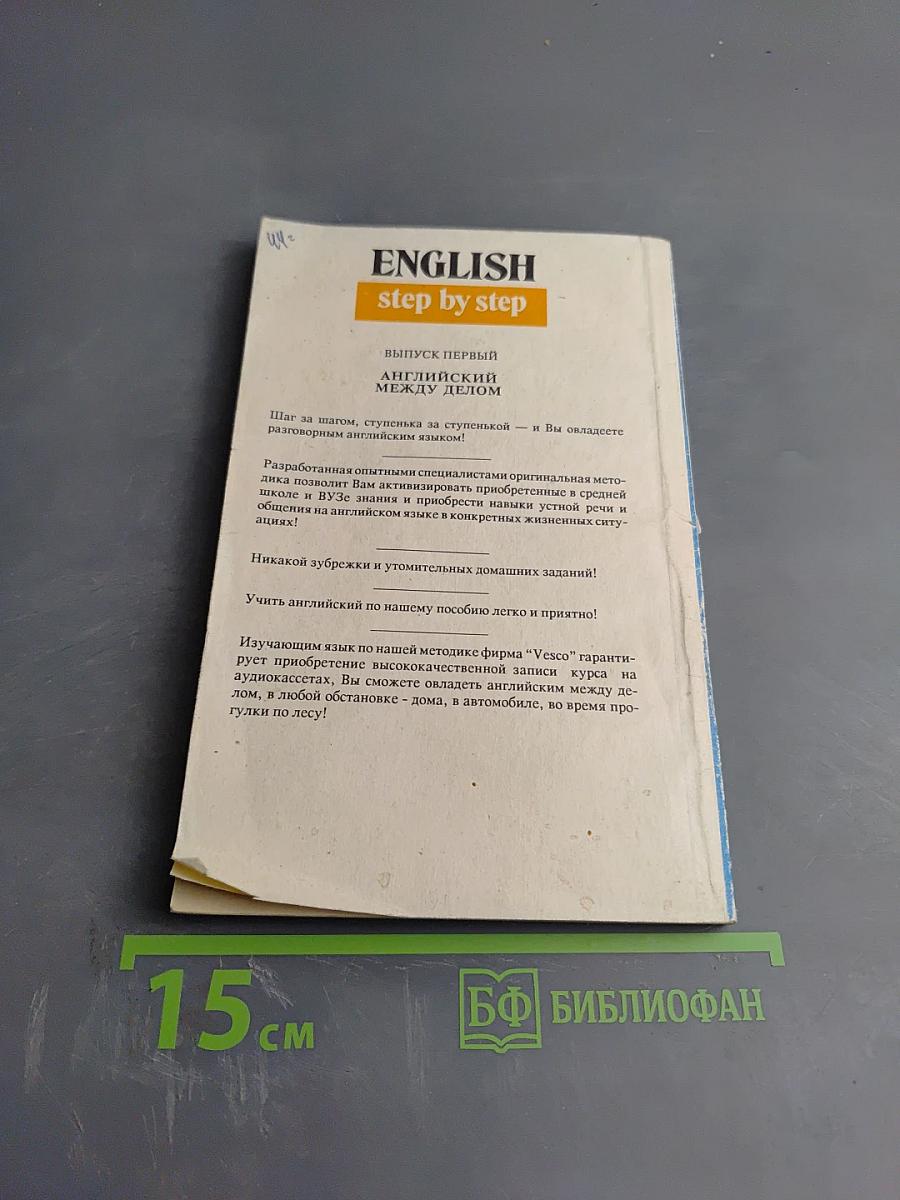 ENGLISH
step by step
ВЫПУСК ПЕРВЫЙ
АНГЛИЙСКИЙ
МЕЖДУ ДЕЛОМ
Шаг за шагом, ступенька за ступенькой — и Вы овладеете
разговорным английским языком!
Разработанная опытными специалистами оригинальная мето-
дика позволит Вам активизировать приобретенные в средней
школе и ВУЗе знания и приобрести навыки устной речи и
общения на английском языке в конкретных жизненных ситу-
ациях!
Никакой зубрежки и утомительных домашних заданий!
Учить английский по нашему пособию легко и приятно!
Изучающим язык по нашей методике фирма “Vesco” гаранти-
рует приобретение высококачественной записи курса на
аудиокассетах, Вы сможете овладеть английским между де-
лом, в любой обстановке - дома, в автомобиле, во время про-
гулки по лесу!
15 см
БФ БИБЛИОФАН